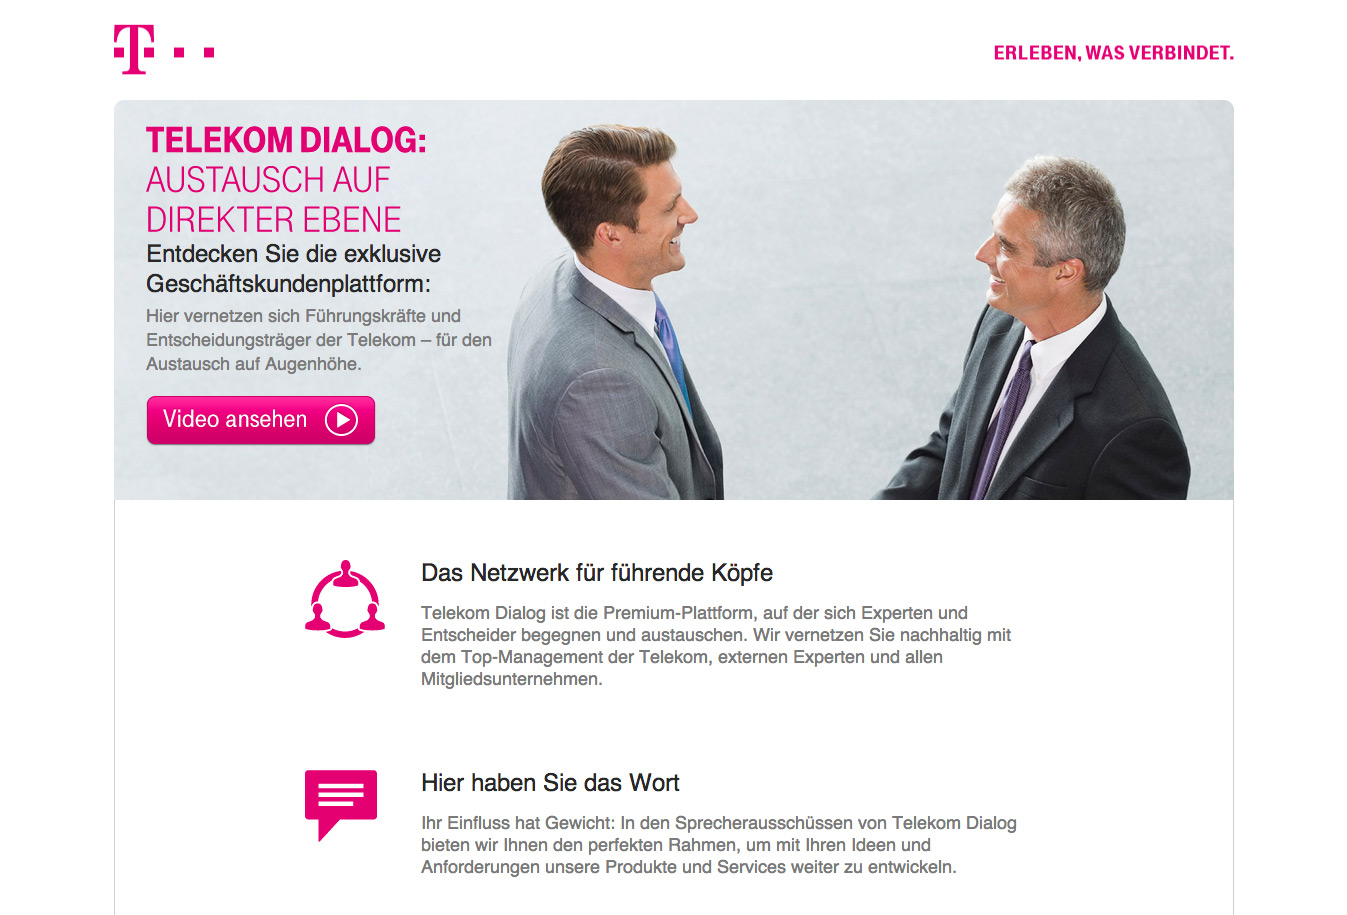 T
ERLEBEN, WAS VERBINDET.
TELEKOM DIALOG:
AUSTAUSCH AUF
DIREKTER EBENE
Entdecken Sie die exklusive
Geschäftskundenplattform:
Hier vernetzen sich Führungskräfte und
Entscheidungsträger der Telekom – für den
Austausch auf Augenhöhe.
Video ansehen
Das Netzwerk für führende Köpfe
Telekom Dialog ist die Premium-Plattform, auf der sich Experten und
Entscheider begegnen und austauschen. Wir vernetzen Sie nachhaltig mit
dem Top-Management der Telekom, externen Experten und allen
Mitgliedsunternehmen.
Hier haben Sie das Wort
Ihr Einfluss hat Gewicht: In den Sprecherausschüssen von Telekom Dialog
bieten wir Ihnen den perfekten Rahmen, um mit Ihren Ideen und
Anforderungen unsere Produkte und Services weiter zu entwickeln.